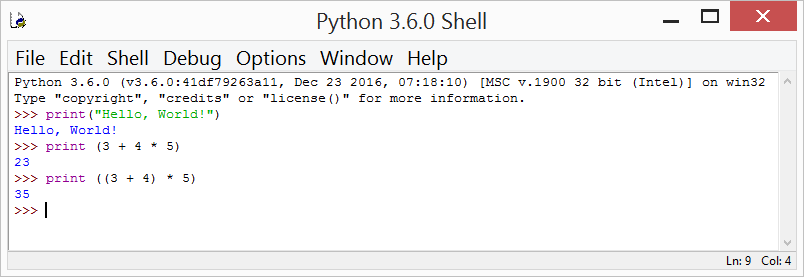 Python 3.6.0 Shell
File Edit Shell Debug Options Window Help
Python 3.6.0 (v3.6.0:41df79263a11, Dec 23 2016, 07:18:10) [MSC v.1900 32 bit (Intel)] on win32
Type "copyright", "credits" or "license()" for more information.
>>> print("Hello, World!")
Hello, World!
>>> print (3 + 4 * 5)
23
>>> print ((3 + 4) * 5)
35
>>>
Ln: 9 Col: 4